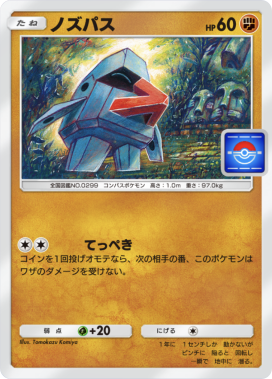 たね ノズパス HP60
全国図鑑NO.0299 コンパスポケモン 高さ：1.0m 重さ：97.0kg
てっぺき
コインを1回投げオモテなら、次の相手の番、このポケモンは
ワザのダメージを受けない。
弱点 +20 にげる
Illus. Tomokazu Komiya
1年に 1センチしか 動かないが
ピンチに 陥ると 回転し
一瞬で 地中に 潜る。